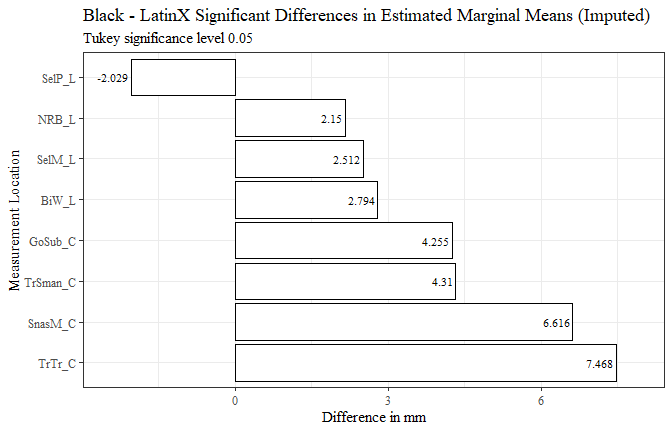 Black - LatinX Significant Differences in Estimated Marginal Means (Imputed)
Tukey significance level 0.05
Measurement Location
SelP_L -2.029
NRB_L 2.15
SelM_L 2.512
BiW_L 2.794
GoSub_C 4.255
TrSman_C 4.31
SnasM_C 6.616
TrTr_C 7.468
0 3 6
Difference in mm